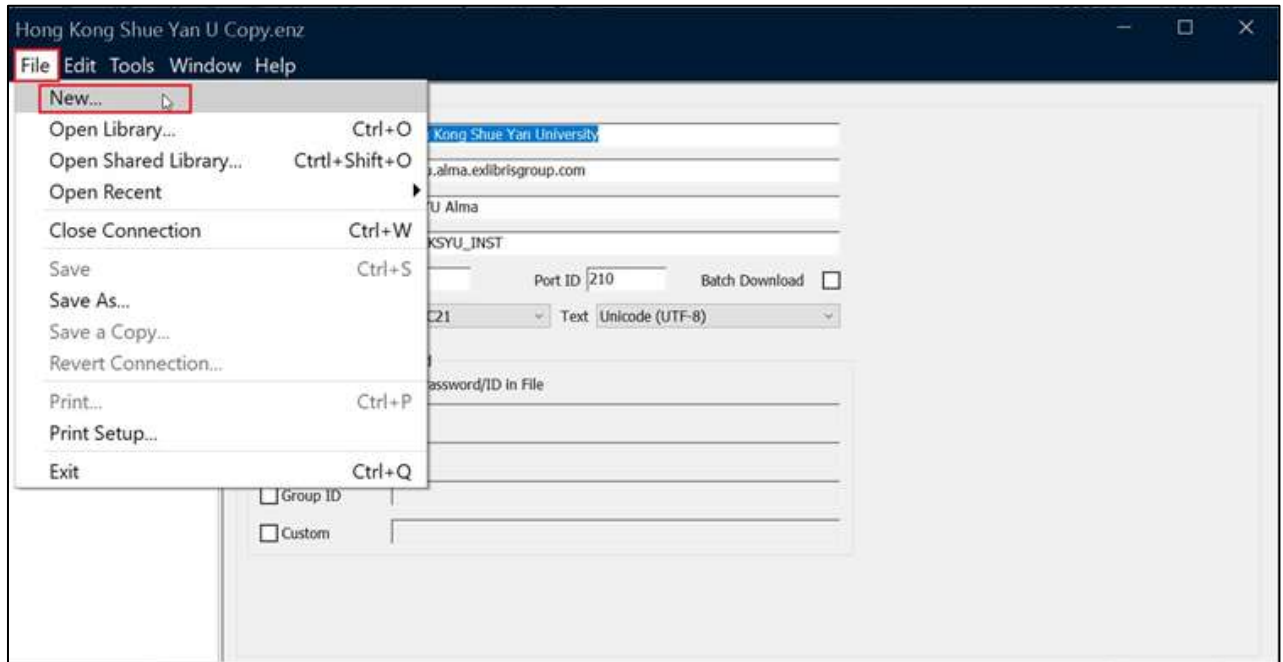 Hong Kong Shue Yan U Copy.enz
File Edit Tools Window Help
New...
Open Library... Ctrl+O
Open Shared Library... Ctrtl+Shift+O
Open Recent
Close Connection Ctrl+W
Save Ctrl+S
Save As...
Save a Copy...
Revert Connection...
Print... Ctrl+P
Print Setup...
Exit Ctrl+Q
Kong Shue Yan University
.alma.exlibrisgroup.com
U Alma
KSYU_INST
Port ID 210 Batch Download
C21 Text Unicode (UTF-8)
assword/ID in File
Group ID
Custom